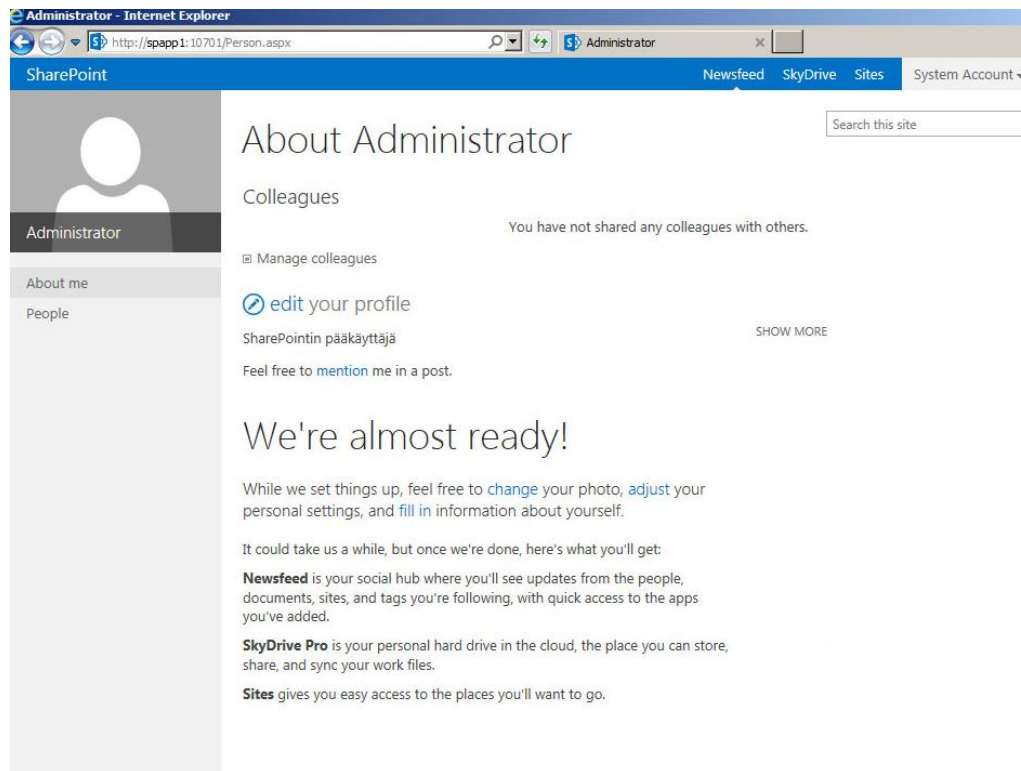 Administrator - Internet Explorer
http://spapp1:10701/Person.aspx
Administrator
SharePoint
Newsfeed SkyDrive Sites System Account
Search this site
About Administrator
Colleagues
You have not shared any colleagues with others.
Administrator
Manage colleagues
About me
People
edit your profile
SharePointin pääkäyttäjä
SHOW MORE
Feel free to mention me in a post.
We're almost ready!
While we set things up, feel free to change your photo, adjust your
personal settings, and fill in information about yourself.
It could take us a while, but once we're done, here's what you'll get:
Newsfeed is your social hub where you'll see updates from the people,
documents, sites, and tags you're following, with quick access to the apps
you've added.
SkyDrive Pro is your personal hard drive in the cloud, the place you can store,
share, and sync your work files.
Sites gives you easy access to the places you'll want to go.